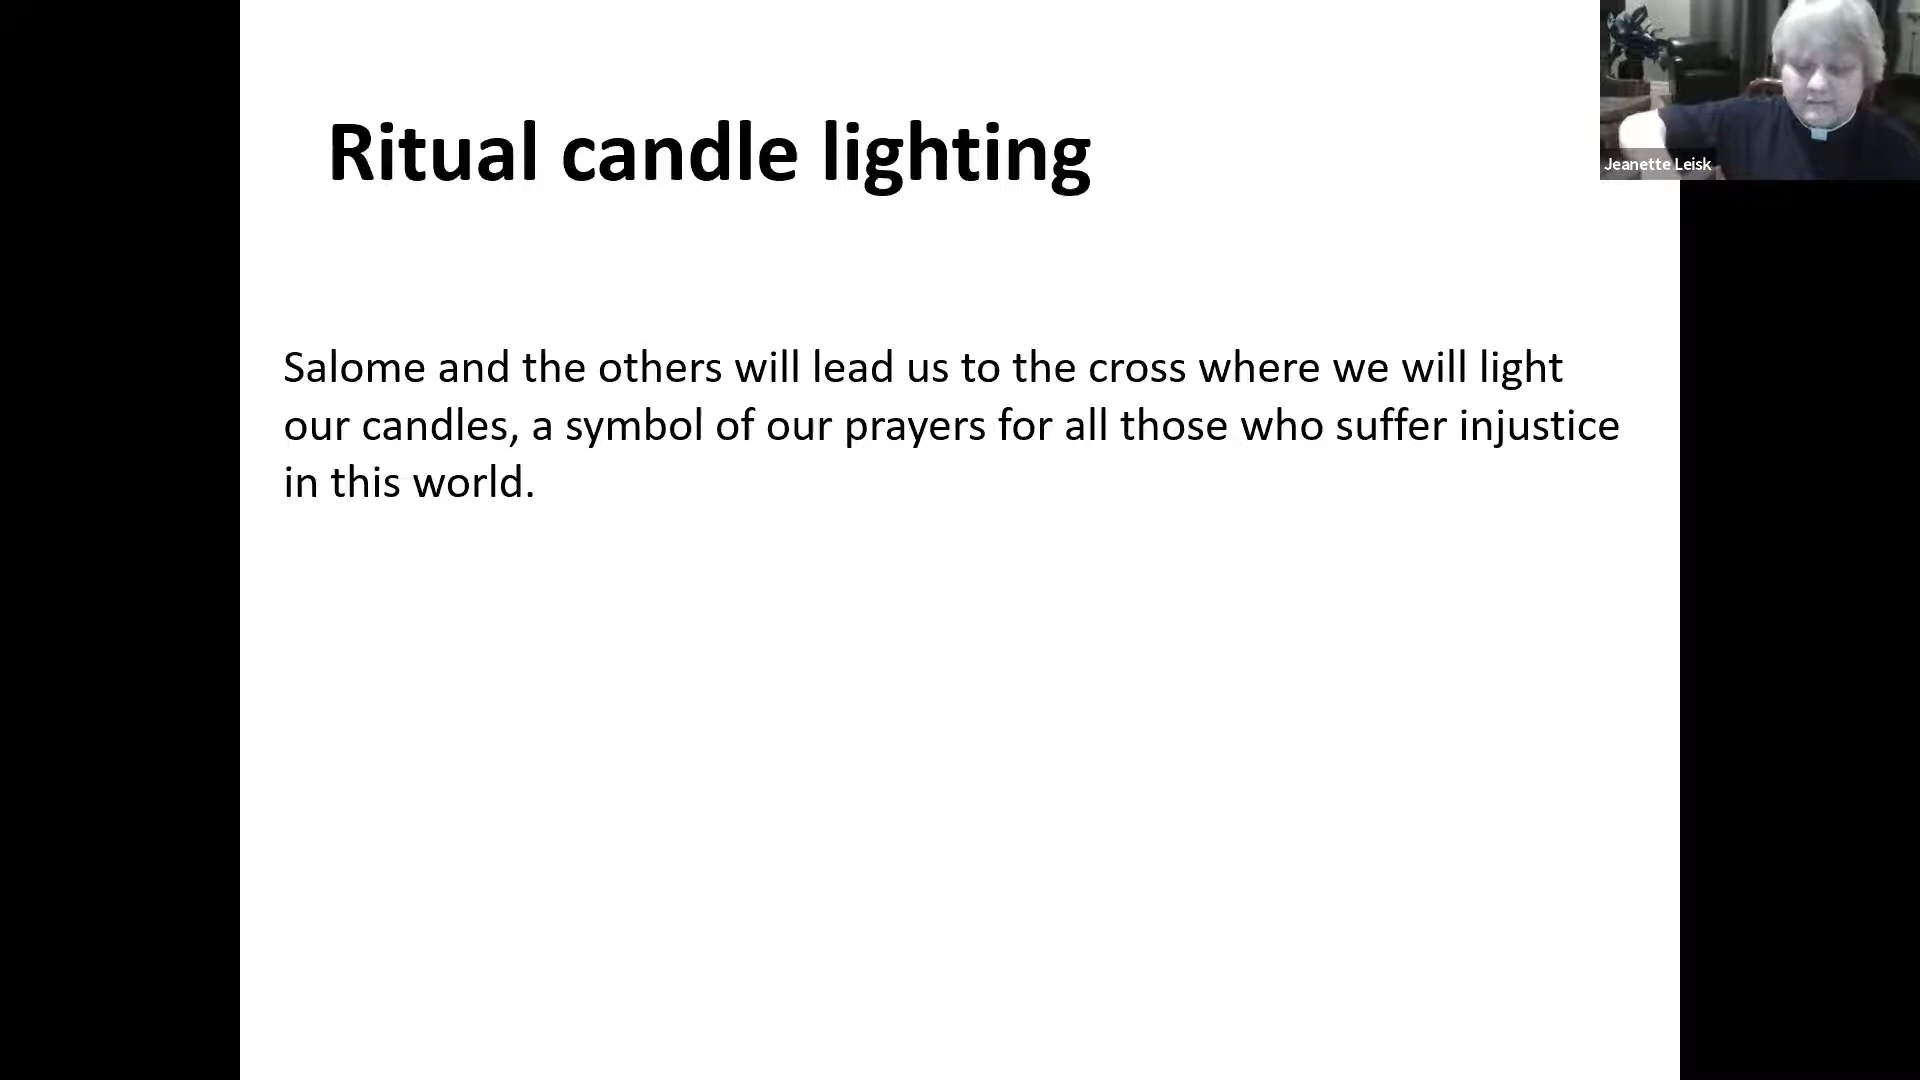 Ritual candle lighting
Jeanette Leisk
Salome and the others will lead us to the cross where we will light
our candles, a symbol of our prayers for all those who suffer injustice
in this world.